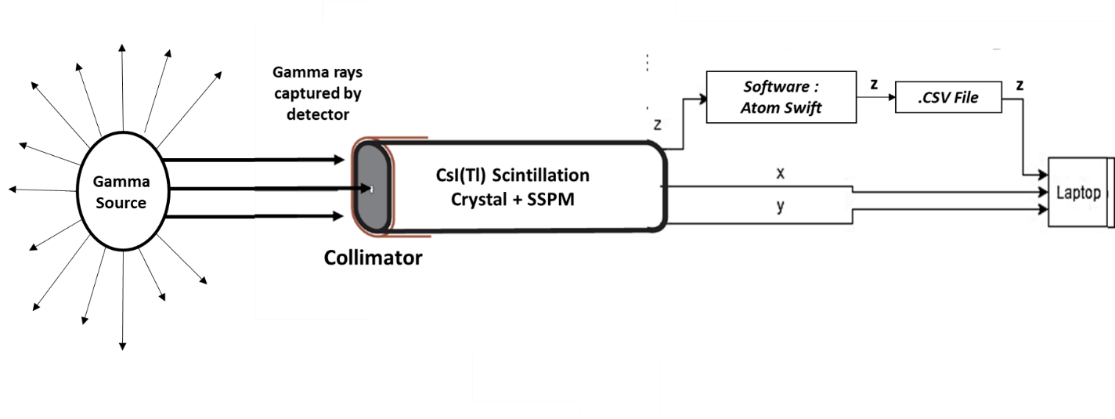 Gamma rays
captured by
detector
Gamma
Source
Collimator
CsI(Tl) Scintillation
Crystal + SSPM
z
Software :
Atom Swift
z
.CSV File
z
x
y
Laptop